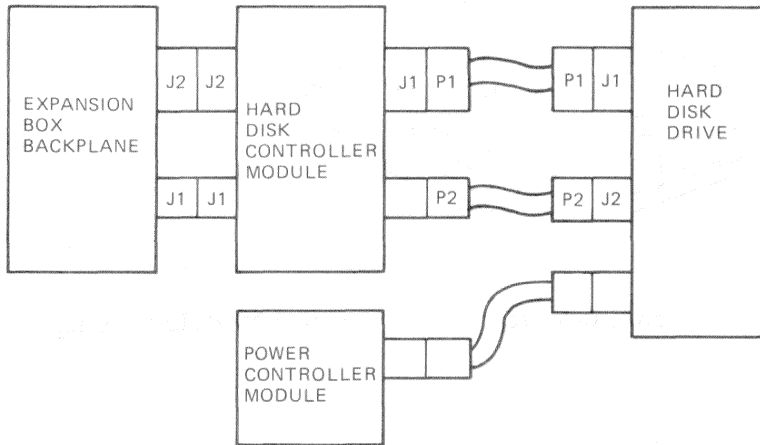 EXPANSION
BOX
BACKPLANE
J2 J2
J1 J1
HARD
DISK
CONTROLLER
MODULE
J1 P1
P2
P1 J1
P2 J2
HARD
DISK
DRIVE
POWER
CONTROLLER
MODULE